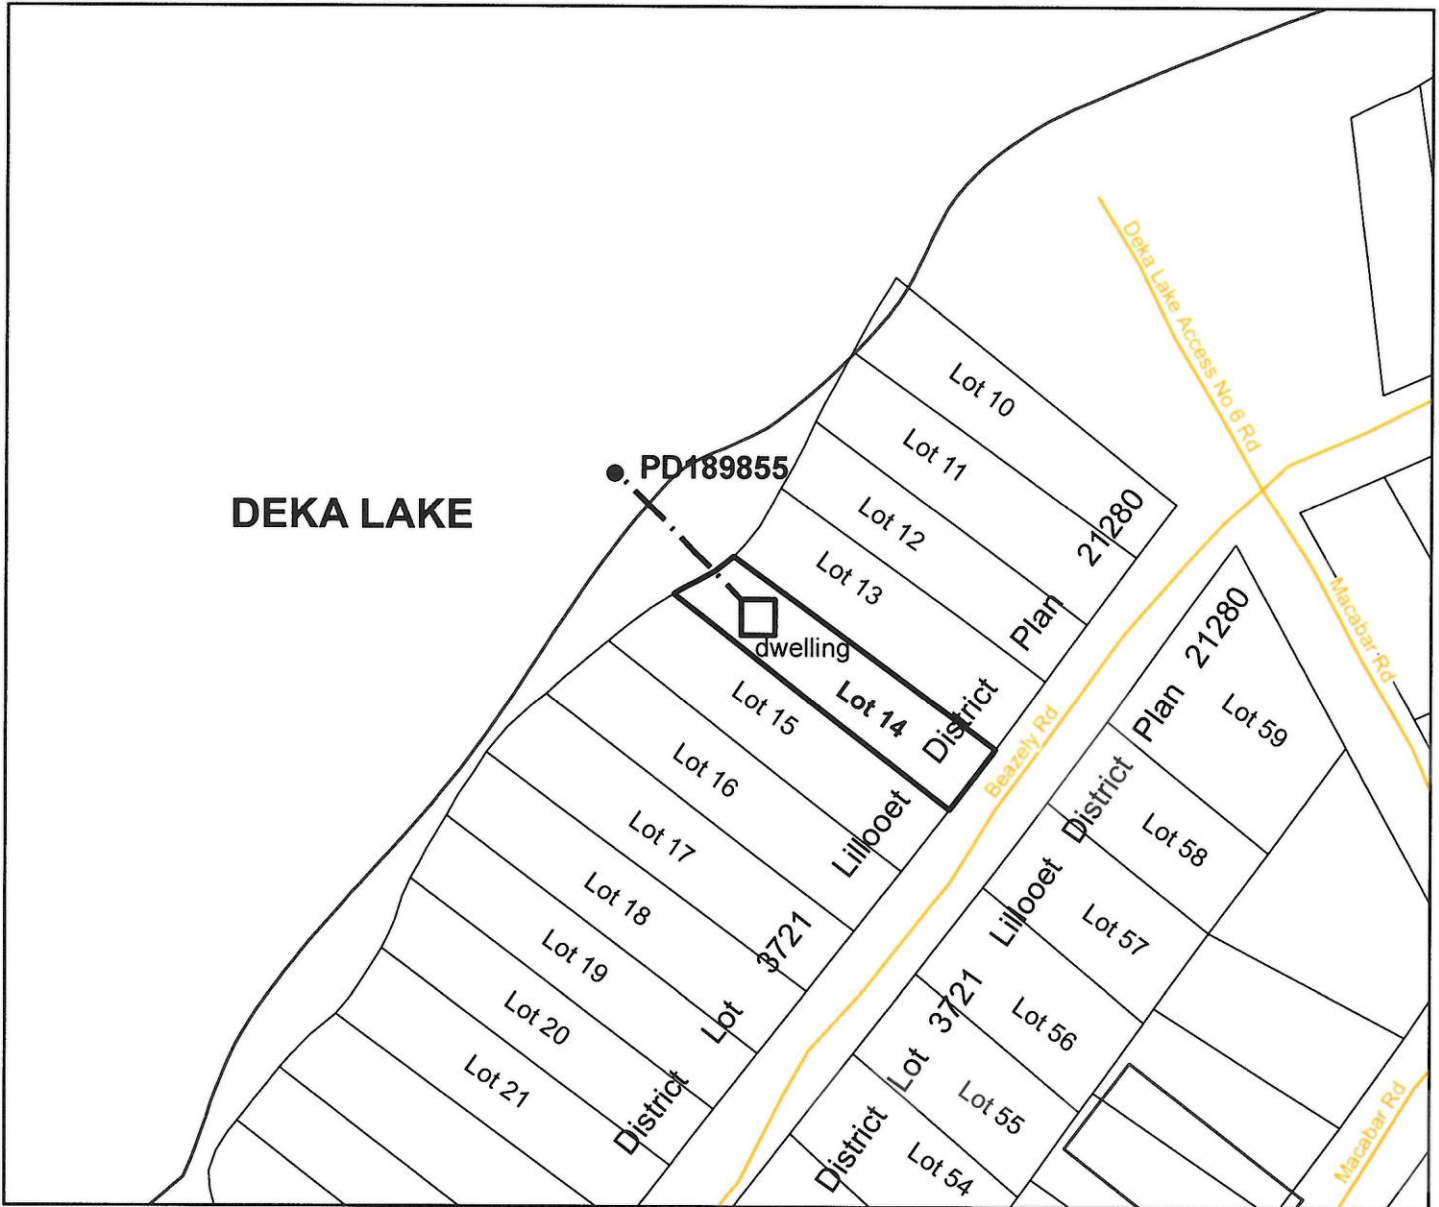 Deka Lake Access No 6 Rd
Lot 10
Lot 11
PD189855
DEKA LAKE
Lot 12
Lot 13
dwelling
Lot 14
Lot 15
Lot 16
Lot 17
Lot 18
Lot 19
Lot 20
Lot 21
District Lot 3721 Lillooet District Plan 21280
Beazely Rd
Macabar Rd
Lot 59
Lot 58
Lot 57
Lot 56
Lot 55
Lot 54
District Lot 3721 Lillooet District Plan 21280
Macabar Rd